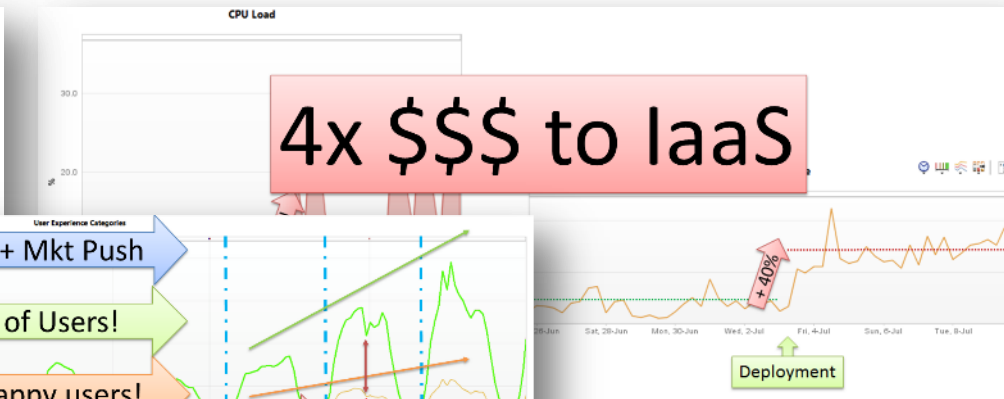 CPU Load
30.0
%
20.0
4x $$$ to IaaS
User Experience Categories
+ Mkt Push
of Users!
appy users!
+ 40%
26-Jun
Sat, 28-Jun
Mon, 30-Jun
Wed, 2-Jul
Fri, 4-Jul
Sun, 6-Jul
Tue, 8-Jul
Deployment